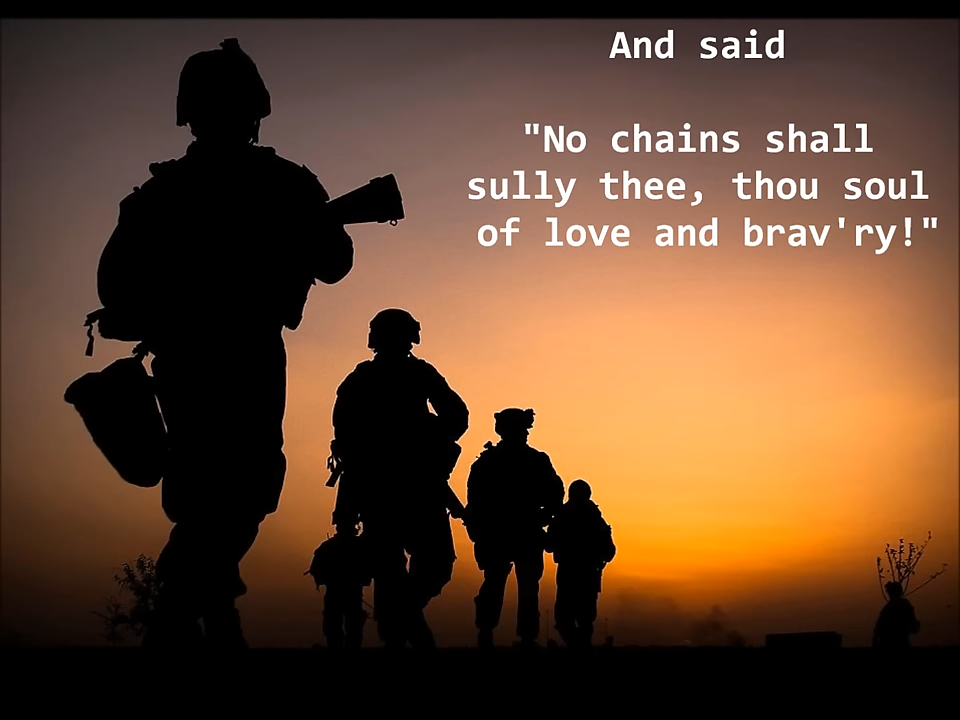 And said
"No chains shall
sully thee, thou soul
of love and brav'ry!"